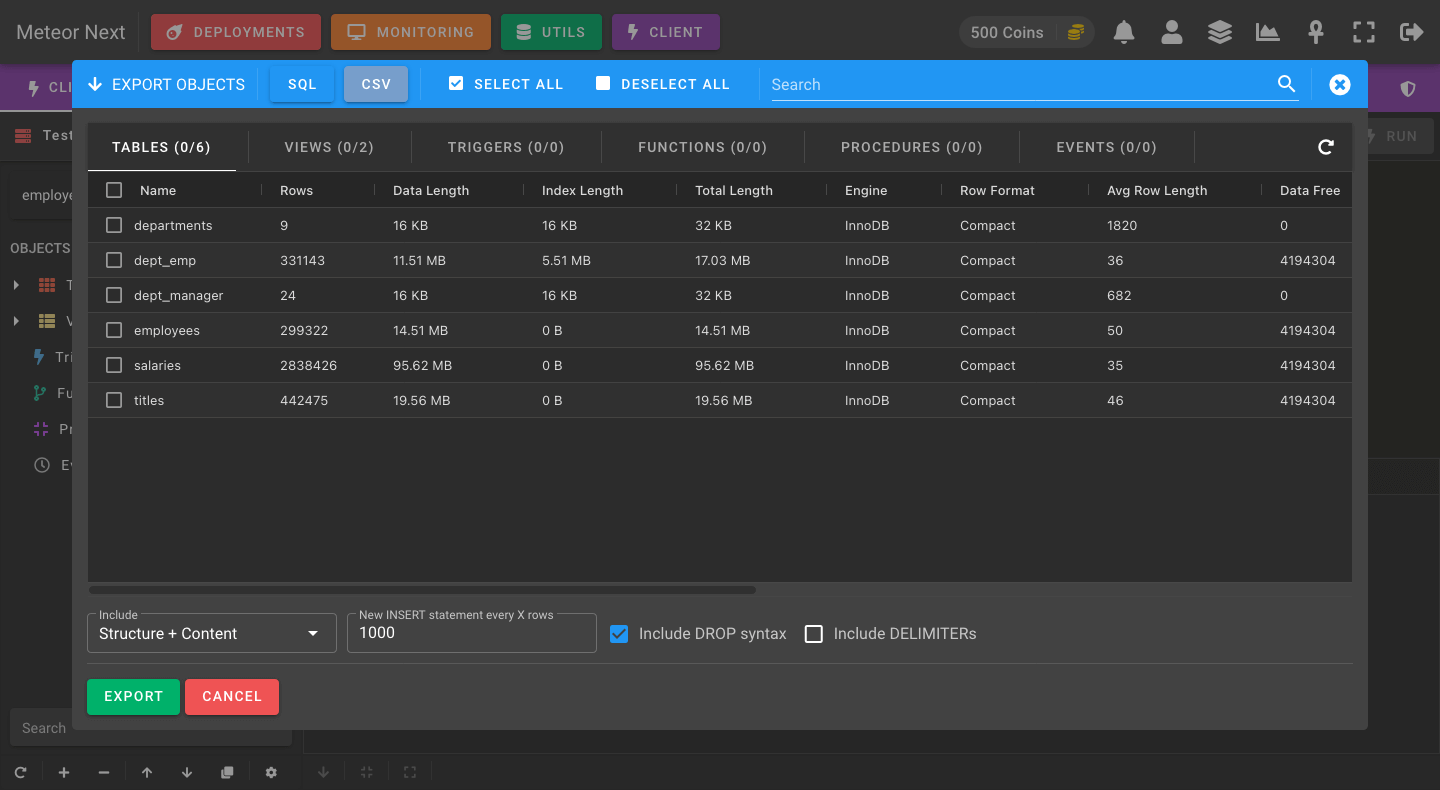 Meteor Next DEPLOYMENTS MONITORING UTILS CLIENT 500 Coins
EXPORT OBJECTS SQL CSV SELECT ALL DESELECT ALL Search
CLI
Test
RUN
TABLES (0/6) VIEWS (0/2) TRIGGERS (0/0) FUNCTIONS (0/0) PROCEDURES (0/0) EVENTS (0/0)
Name Rows Data Length Index Length Total Length Engine Row Format Avg Row Length Data Free
employe
departments 9 16 KB 16 KB 32 KB InnoDB Compact 1820 0
OBJECTS
dept_emp 331143 11.51 MB 5.51 MB 17.03 MB InnoDB Compact 36 4194304
T
dept_manager 24 16 KB 16 KB 32 KB InnoDB Compact 682 0
V
employees 299322 14.51 MB 0 B 14.51 MB InnoDB Compact 50 4194304
Tri
salaries 2838426 95.62 MB 0 B 95.62 MB InnoDB Compact 35 4194304
Fu
titles 442475 19.56 MB 0 B 19.56 MB InnoDB Compact 46 4194304
Pr
Ev
Include New INSERT statement every X rows
Structure + Content 1000 Include DROP syntax Include DELIMITERs
EXPORT CANCEL
Search